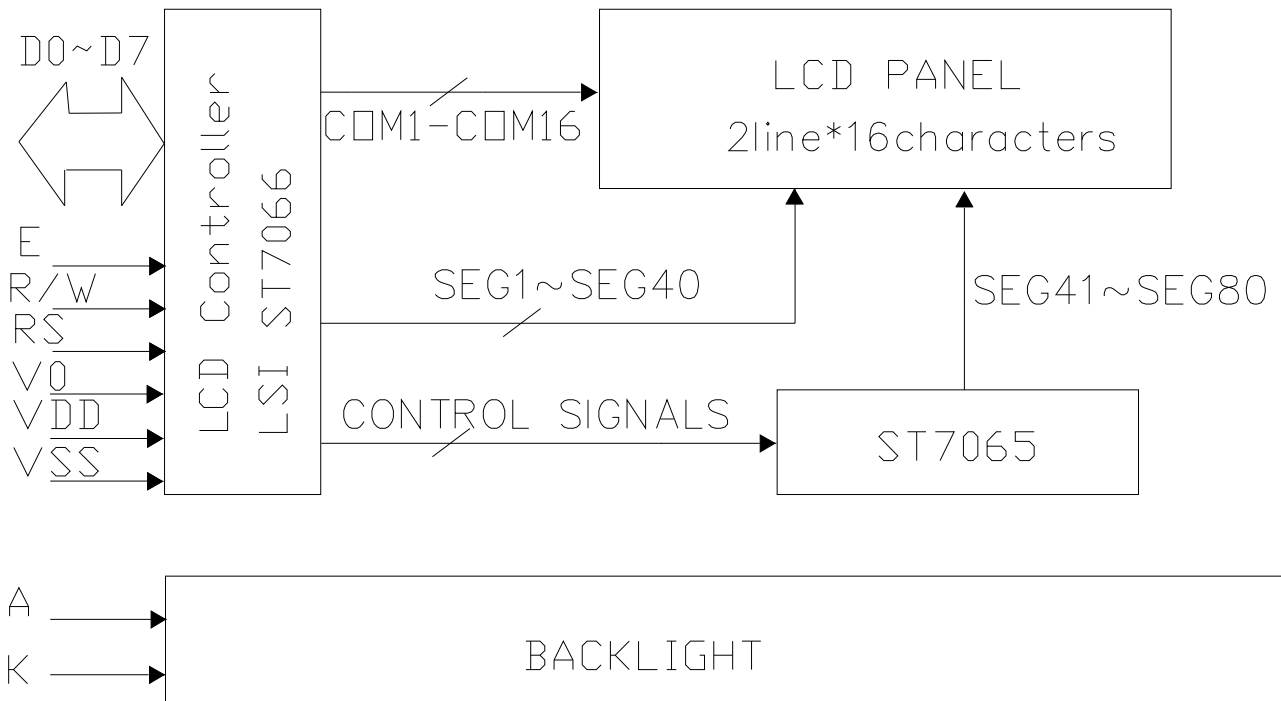 D0~D7
E
R/W
RS
V0
VDD
VSS
LCD Controller
LSI ST7066
COM1-COM16
LCD PANEL
2line*16characters
SEG1~SEG40
SEG41~SEG80
CONTROL SIGNALS
ST7065
A
K
BACKLIGHT